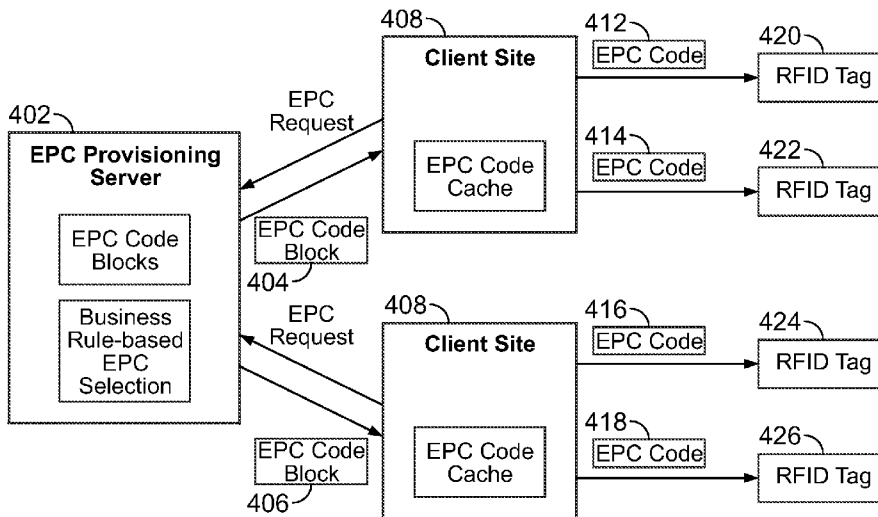 402
EPC Provisioning
Server
EPC Code
Blocks
Business
Rule-based
EPC
Selection
EPC
Request
EPC Code
Block
404
EPC
Request
EPC Code
Block
406
408
Client Site
EPC Code
Cache
408
Client Site
EPC Code
Cache
412
EPC Code
414
EPC Code
416
EPC Code
418
EPC Code
420
RFID Tag
422
RFID Tag
424
RFID Tag
426
RFID Tag